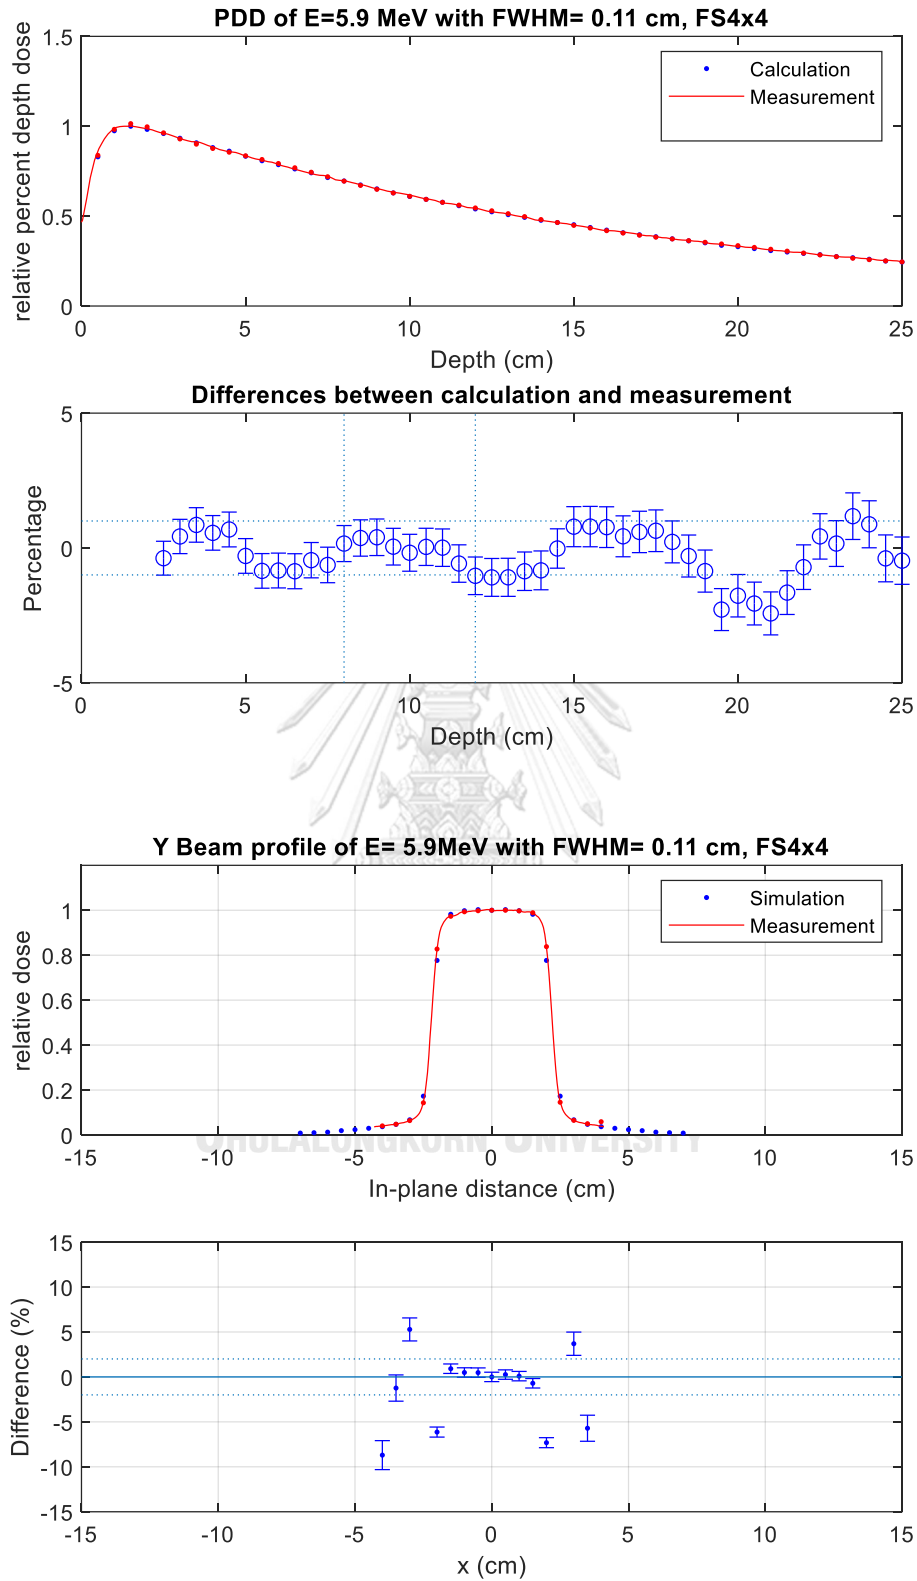 PDD of E=5.9 MeV with FWHM= 0.11 cm, FS4x4
relative percent depth dose
1.5
1
0.5
0
Calculation
Measurement
0 5 10 15 20 25
Depth (cm)
Differences between calculation and measurement
Percentage
5
0
-5
0 5 10 15 20 25
Depth (cm)
Y Beam profile of E= 5.9MeV with FWHM= 0.11 cm, FS4x4
relative dose
1
0.8
0.6
0.4
0.2
0
Simulation
Measurement
CHULALONGKORN UNIVERSITY
-15 -10 -5 0 5 10 15
In-plane distance (cm)
Difference (%)
15
10
5
0
-5
-10
-15
-15 -10 -5 0 5 10 15
x (cm)